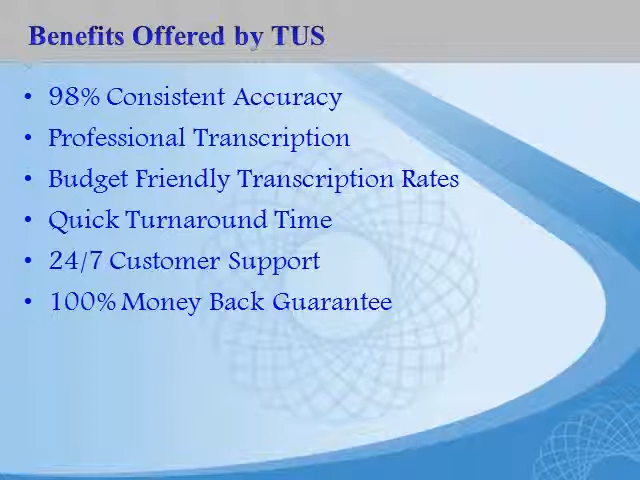 Benefits Offered by TUS
• 98% Consistent Accuracy
• Professional Transcription
• Budget Friendly Transcription Rates
• Quick Turnaround Time
• 24/7 Customer Support
• 100% Money Back Guarantee